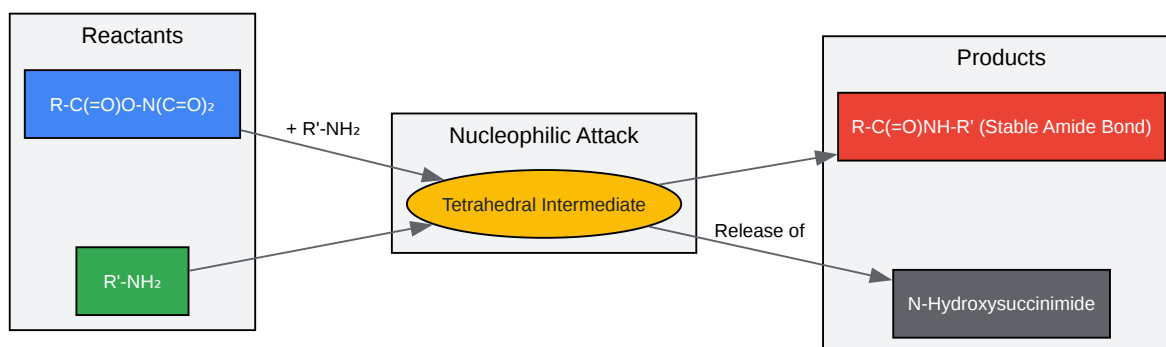 Reactants
R-C(=O)O-N(C=O)₂
R'-NH₂
+ R'-NH₂
Nucleophilic Attack
Tetrahedral Intermediate
Release of
Products
R-C(=O)NH-R' (Stable Amide Bond)
N-Hydroxysuccinimide